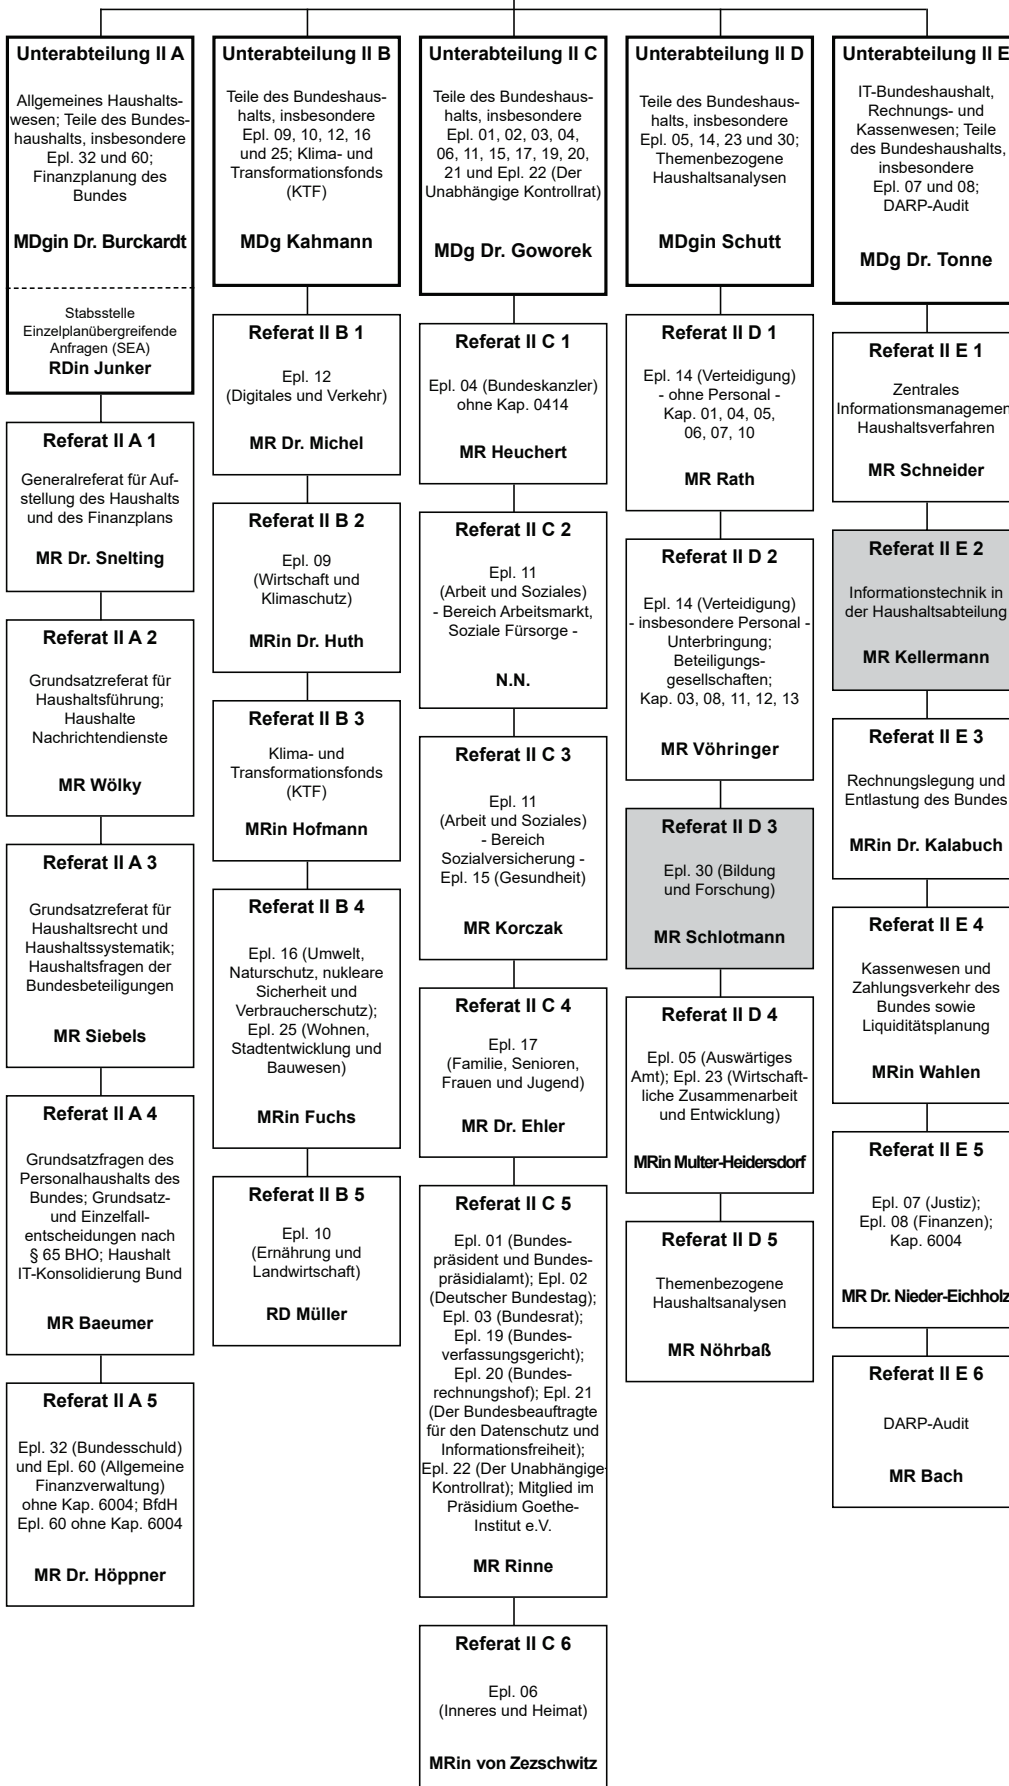 Unterabteilung II A
Allgemeines Haushalts-
wesen; Teile des Bundes-
haushalts, insbesondere
Epl. 32 und 60;
Finanzplanung des
Bundes
MDgin Dr. Burckardt
Stabsstelle
Einzelplanübergreifende
Anfragen (SEA)
RDin Junker
Referat II A 1
Generalreferat für Auf-
stellung des Haushalts
und des Finanzplans
MR Dr. Snelting
Referat II A 2
Grundsatzreferat für
Haushaltsführung;
Haushalte
Nachrichtendienste
MR Wölky
Referat II A 3
Grundsatzreferat für
Haushaltsrecht und
Haushaltssystematik;
Haushaltsfragen der
Bundesbeteiligungen
MR Siebels
Referat II A 4
Grundsatzfragen des
Personalhaushalts des
Bundes; Grundsatz-
und Einzelfall-
entscheidungen nach
§ 65 BHO; Haushalt
IT-Konsolidierung Bund
MR Baeumer
Referat II A 5
Epl. 32 (Bundesschuld)
und Epl. 60 (Allgemeine
Finanzverwaltung)
ohne Kap. 6004; BfdH
Epl. 60 ohne Kap. 6004
MR Dr. Höppner
Unterabteilung II B
Teile des Bundeshaus-
halts, insbesondere
Epl. 09, 10, 12, 16
und 25; Klima- und
Transformationsfonds
(KTF)
MDg Kahmann
Referat II B 1
Epl. 12
(Digitales und Verkehr)
MR Dr. Michel
Referat II B 2
Epl. 09
(Wirtschaft und
Klimaschutz)
MRin Dr. Huth
Referat II B 3
Klima- und
Transformationsfonds
(KTF)
MRin Hofmann
Referat II B 4
Epl. 16 (Umwelt,
Naturschutz, nukleare
Sicherheit und
Verbraucherschutz);
Epl. 25 (Wohnen,
Stadtentwicklung und
Bauwesen)
MRin Fuchs
Referat II B 5
Epl. 10
(Ernährung und
Landwirtschaft)
RD Müller
Unterabteilung II C
Teile des Bundeshaus-
halts, insbesondere
Epl. 01, 02, 03, 04,
06, 11, 15, 17, 19, 20,
21 und Epl. 22 (Der
Unabhängige Kontrollrat)
MDg Dr. Goworek
Referat II C 1
Epl. 04 (Bundeskanzler)
ohne Kap. 0414
MR Heuchert
Referat II C 2
Epl. 11
(Arbeit und Soziales)
- Bereich Arbeitsmarkt,
Soziale Fürsorge -
N.N.
Referat II C 3
Epl. 11
(Arbeit und Soziales)
- Bereich
Sozialversicherung -
Epl. 15 (Gesundheit)
MR Korczak
Referat II C 4
Epl. 17
(Familie, Senioren,
Frauen und Jugend)
MR Dr. Ehler
Referat II C 5
Epl. 01 (Bundes-
präsident und Bundes-
präsidialamt); Epl. 02
(Deutscher Bundestag);
Epl. 03 (Bundesrat);
Epl. 19 (Bundes-
verfassungsgericht);
Epl. 20 (Bundes-
rechnungshof); Epl. 21
(Der Bundesbeauftragte
für den Datenschutz und
Informationsfreiheit);
Epl. 22 (Der Unabhängige
Kontrollrat); Mitglied im
Präsidium Goethe-
Institut e.V.
MR Rinne
Referat II C 6
Epl. 06
(Inneres und Heimat)
MRin von Zezschwitz
Unterabteilung II D
Teile des Bundeshaus-
halts, insbesondere
Epl. 05, 14, 23 und 30;
Themenbezogene
Haushaltsanalysen
MDgin Schutt
Referat II D 1
Epl. 14 (Verteidigung)
- ohne Personal -
Kap. 01, 04, 05,
06, 07, 10
MR Rath
Referat II D 2
Epl. 14 (Verteidigung)
- insbesondere Personal -
Unterbringung;
Beteiligungs-
gesellschaften;
Kap. 03, 08, 11, 12, 13
MR Vöhringer
Referat II D 3
Epl. 30 (Bildung
und Forschung)
MR Schlotmann
Referat II D 4
Epl. 05 (Auswärtiges
Amt); Epl. 23 (Wirtschaft-
liche Zusammenarbeit
und Entwicklung)
MRin Multer-Heidersdorf
Referat II D 5
Themenbezogene
Haushaltsanalysen
MR Nöhrbaß
Unterabteilung II E
IT-Bundeshaushalt,
Rechnungs- und
Kassenwesen; Teile
des Bundeshaushalts,
insbesondere
Epl. 07 und 08;
DARP-Audit
MDg Dr. Tonne
Referat II E 1
Zentrales
Informationsmanagemen
Haushaltsverfahren
MR Schneider
Referat II E 2
Informationstechnik in
der Haushaltsabteilung
MR Kellermann
Referat II E 3
Rechnungslegung und
Entlastung des Bundes
MRin Dr. Kalabuch
Referat II E 4
Kassenwesen und
Zahlungsverkehr des
Bundes sowie
Liquiditätsplanung
MRin Wahlen
Referat II E 5
Epl. 07 (Justiz);
Epl. 08 (Finanzen);
Kap. 6004
MR Dr. Nieder-Eichholz
Referat II E 6
DARP-Audit
MR Bach